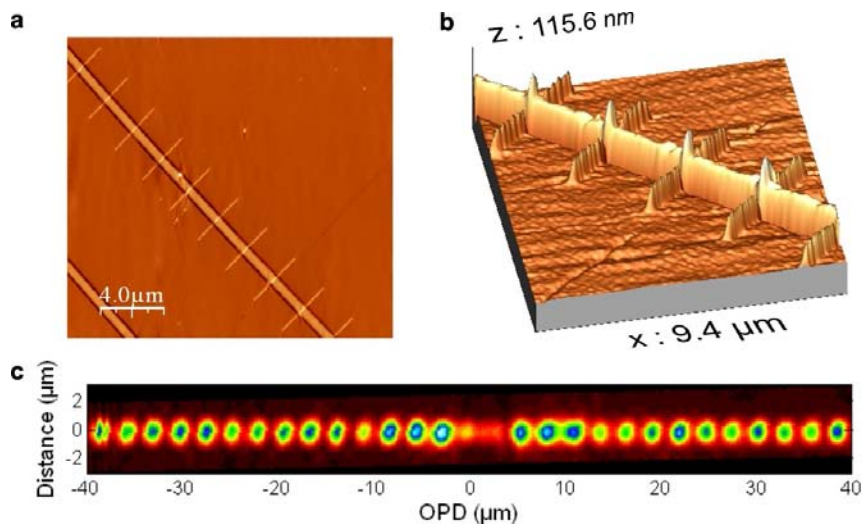 a
4.0μm
b
z : 115.6 nm
x : 9.4 μm
c
Distance (μm)
2
0
-2
-40 -30 -20 -10 0 10 20 30 40
OPD (μm)